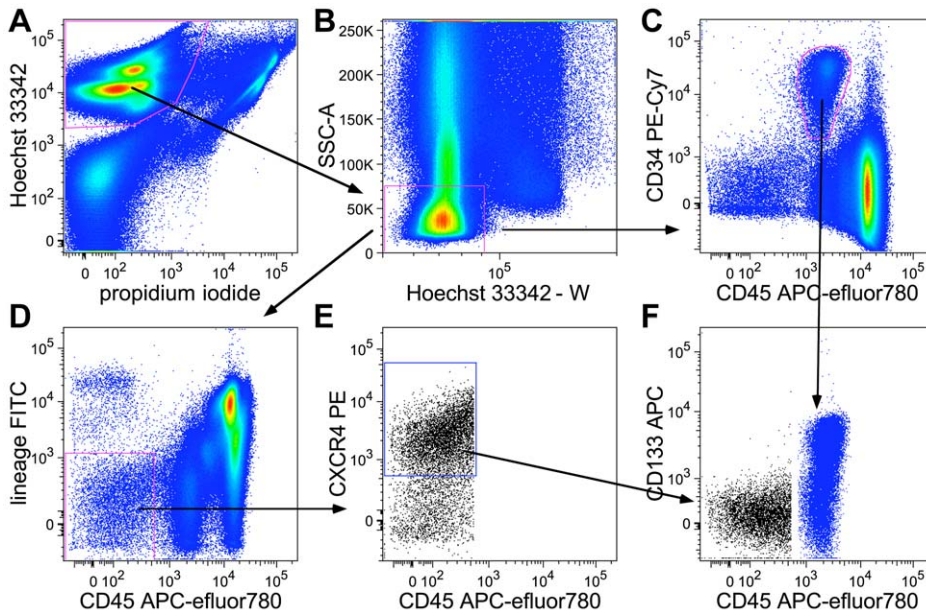 A
10^5
10^4
10^3
10^2
0
Hoechst 33342
0 10^2 10^3 10^4 10^5
propidium iodide
B
250K
200K
150K
100K
50K
0
SSC-A
10^5
Hoechst 33342 - W
C
10^5
10^4
10^3
0
CD34 PE-Cy7
0 10^2 10^3 10^4 10^5
CD45 APC-efluor780
D
10^5
10^4
10^3
0
lineage FITC
0 10^2 10^3 10^4 10^5
CD45 APC-efluor780
E
10^5
10^4
10^3
0
CXCR4 PE
0 10^2 10^3 10^4 10^5
CD45 APC-efluor780
F
10^5
10^4
10^3
0
CD133 APC
0 10^2 10^3 10^4 10^5
CD45 APC-efluor780